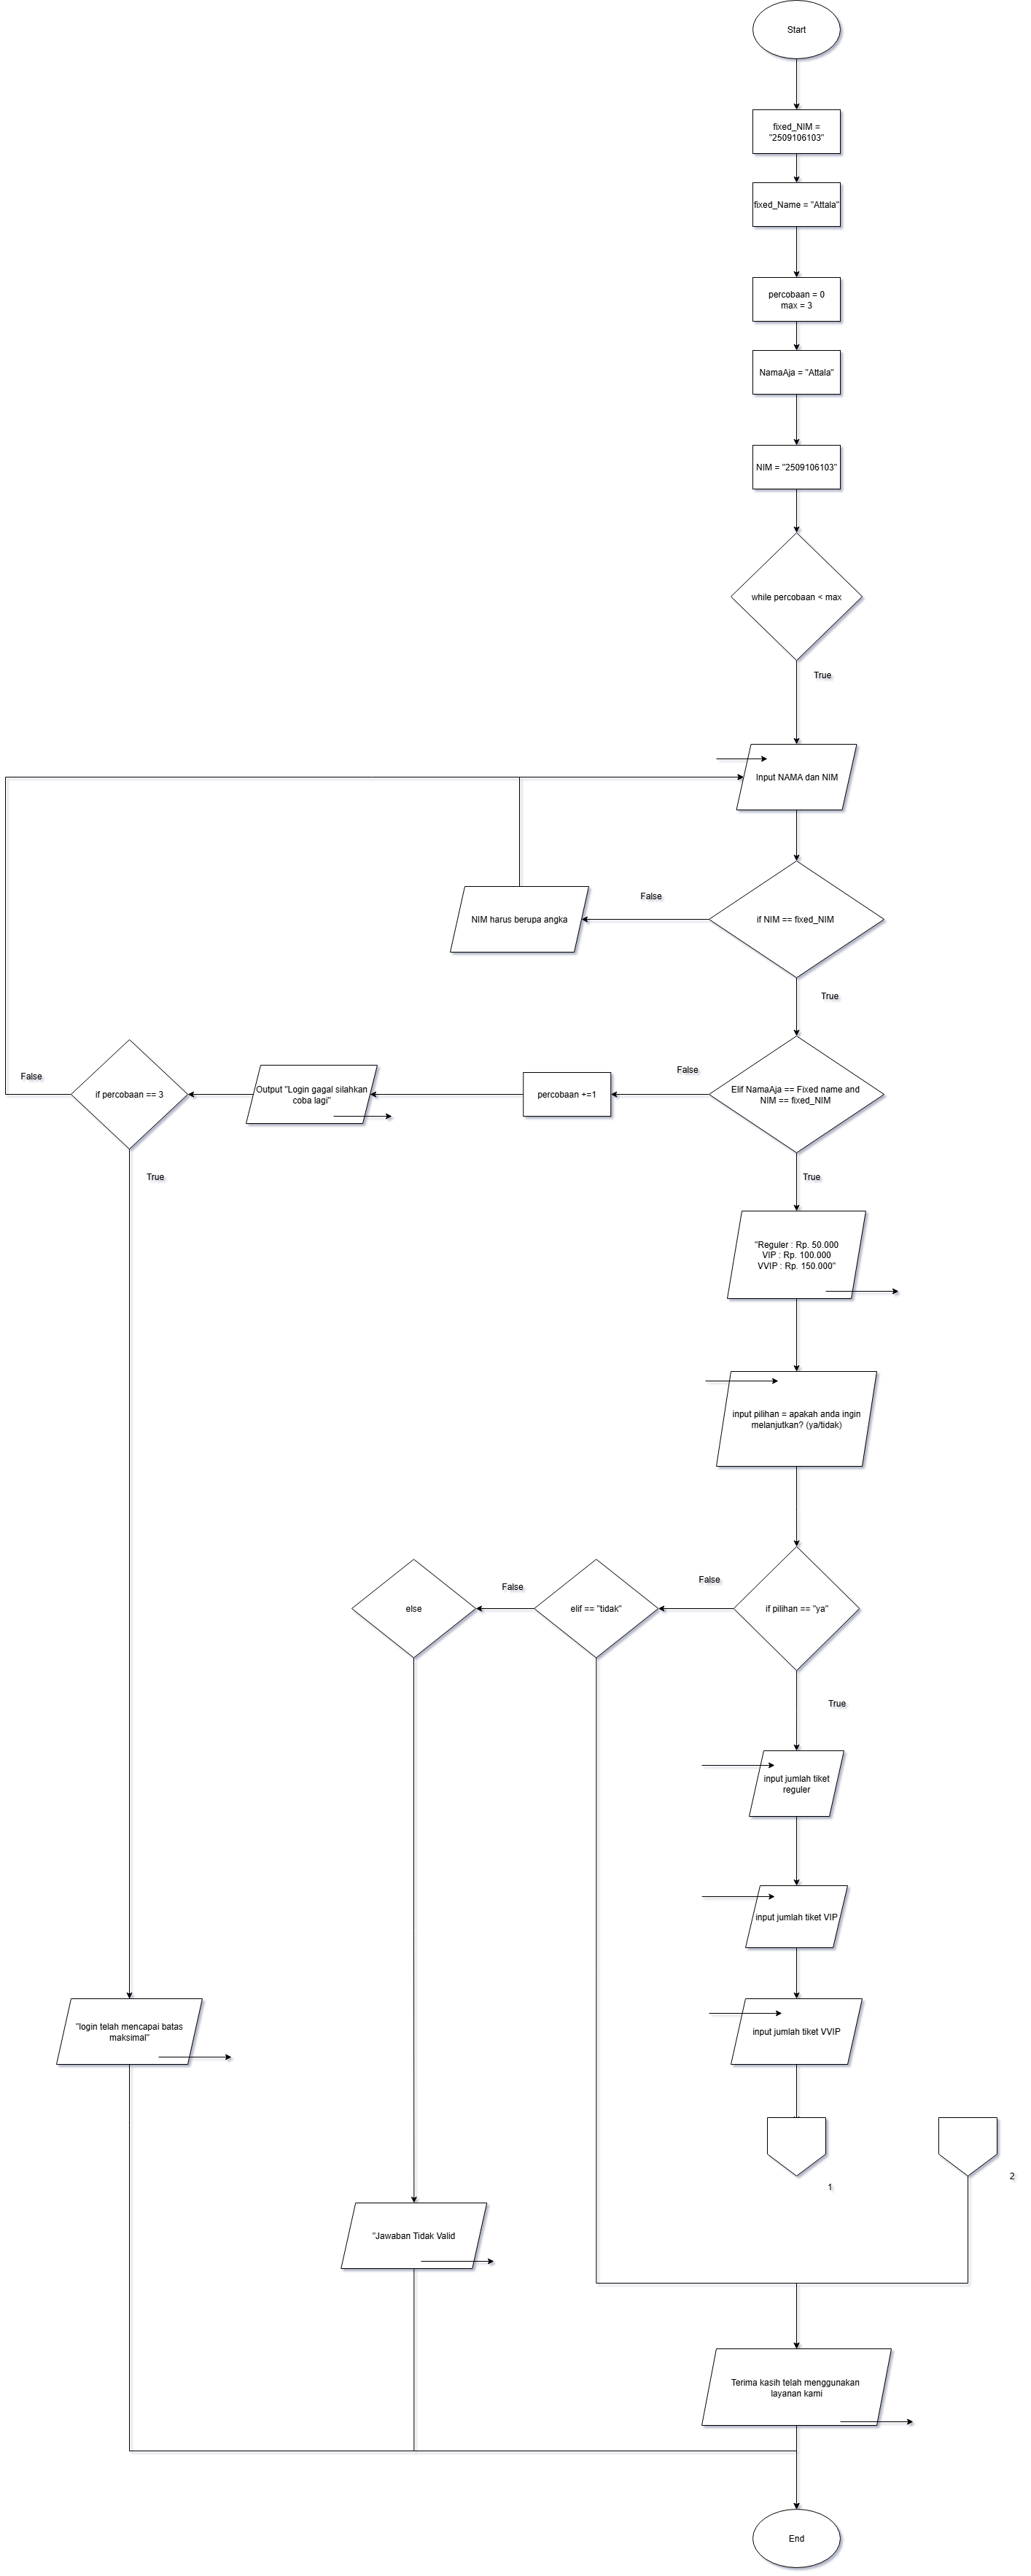 Start
fixed_NIM =
"2509106103"
fixed_Name = "Attala"
percobaan = 0
max = 3
NamaAja = "Attala"
NIM = "2509106103"
while percobaan < max
True
Input NAMA dan NIM
if NIM == fixed_NIM
False
NIM harus berupa angka
True
Elif NamaAja == Fixed name and
NIM == fixed_NIM
False
percobaan +=1
Output "Login gagal silahkan
coba lagi"
if percobaan == 3
False
True
True
"Reguler : Rp. 50.000
VIP : Rp. 100.000
VVIP : Rp. 150.000"
input pilihan = apakah anda ingin
melanjutkan? (ya/tidak)
if pilihan == "ya"
False
elif == "tidak"
False
else
True
input jumlah tiket
reguler
input jumlah tiket VIP
input jumlah tiket VVIP
"login telah mencapai batas
maksimal"
1
2
"Jawaban Tidak Valid
Terima kasih telah menggunakan
layanan kami
End